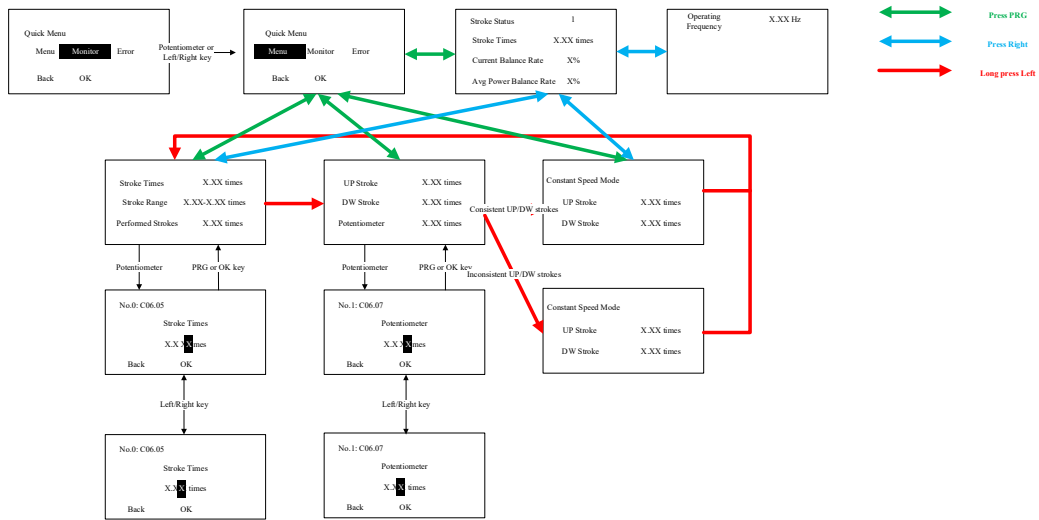 Quick Menu
Menu Monitor Error
Back OK
Potentiometer or
Left/Right key
Quick Menu
Menu Monitor Error
Back OK
Stroke Status 1
Stroke Times X.XX times
Current Balance Rate X%
Avg Power Balance Rate X%
Operating
Frequency
X.XX Hz
Press PRG
Press Right
Long press Left
Stroke Times X.XX times
Stroke Range X.XX-X.XX times
Performed Strokes X.XX times
UP Stroke X.XX times
DW Stroke X.XX times
Potentiometer X.XX times
Consistent UP/DW strokes
Constant Speed Mode
UP Stroke X.XX times
DW Stroke X.XX times
Potentiometer
PRG or OK key
Potentiometer
PRG or OK key
Inconsistent UP/DW strokes
No.0: C06.05
Stroke Times
X.X XXmes
Back OK
No.1: C06.07
Potentiometer
X.X XXmes
Back OK
Constant Speed Mode
UP Stroke X.XX times
DW Stroke X.XX times
Left/Right key
Left/Right key
No.0: C06.05
Stroke Times
X.XX times
Back OK
No.1: C06.07
Potentiometer
X.XX times
Back OK